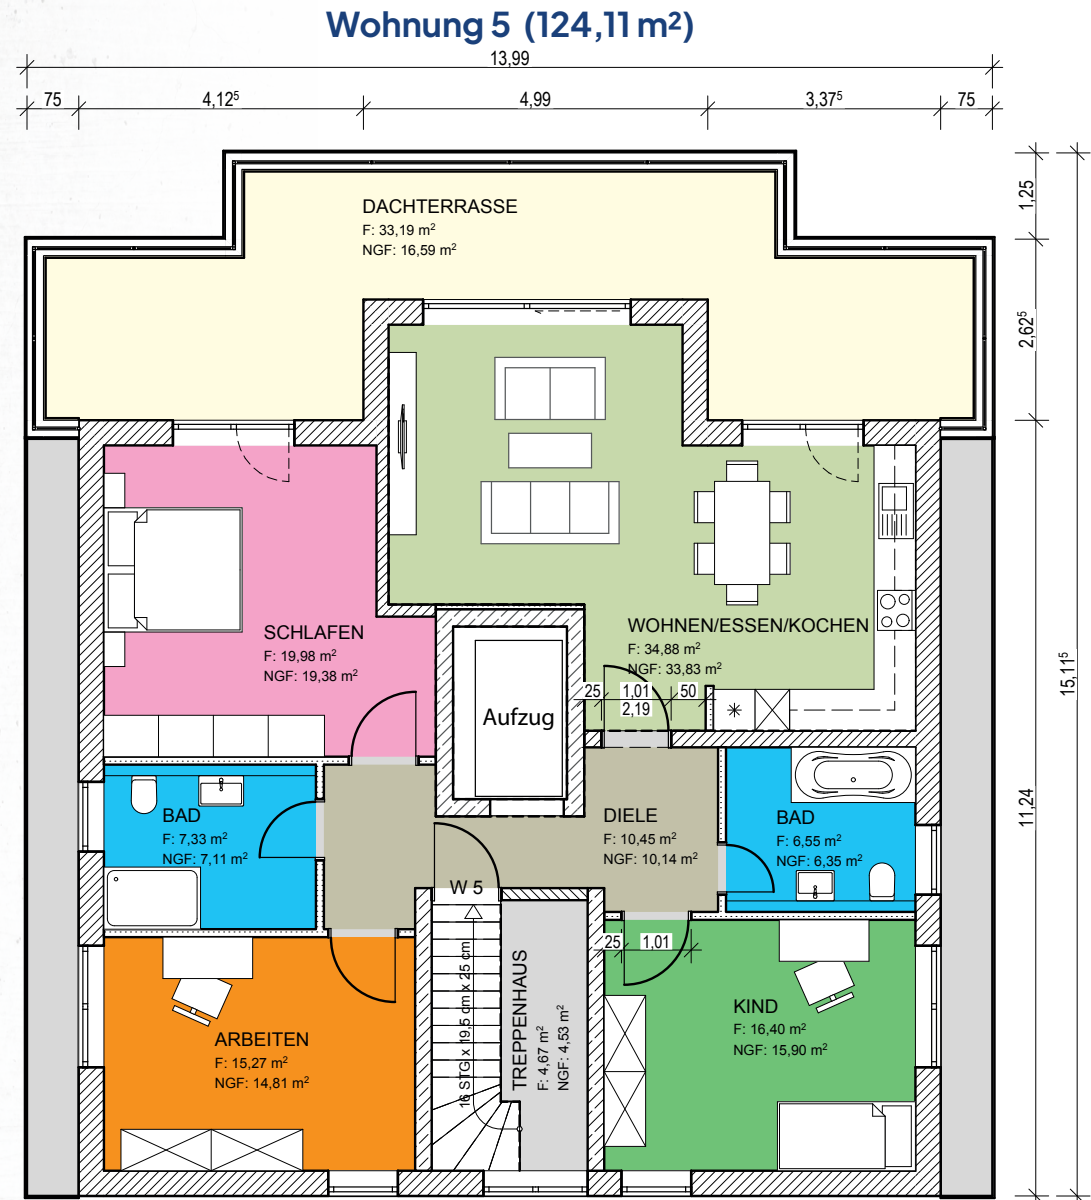 Wohnung 5 (124,11 m²)
13,99
75
4,12⁵
4,99
3,37⁵
75
DACHTERRASSE
F: 33,19 m²
NGF: 16,59 m²
1,25
2,62⁵
15,11⁵
11,24
SCHLAFEN
F: 19,98 m²
NGF: 19,38 m²
WOHNEN/ESSEN/KOCHEN
F: 34,88 m²
NGF: 33,83 m²
25
1,01
50
2,19
Aufzug
BAD
F: 7,33 m²
NGF: 7,11 m²
DIELE
F: 10,45 m²
NGF: 10,14 m²
BAD
F: 6,55 m²
NGF: 6,35 m²
W 5
16 STG x 19,5 cm x 25 cm
TREPPENHAUS
F: 4,67 m²
NGF: 4,53 m²
25
1,01
ARBEITEN
F: 15,27 m²
NGF: 14,81 m²
KIND
F: 16,40 m²
NGF: 15,90 m²